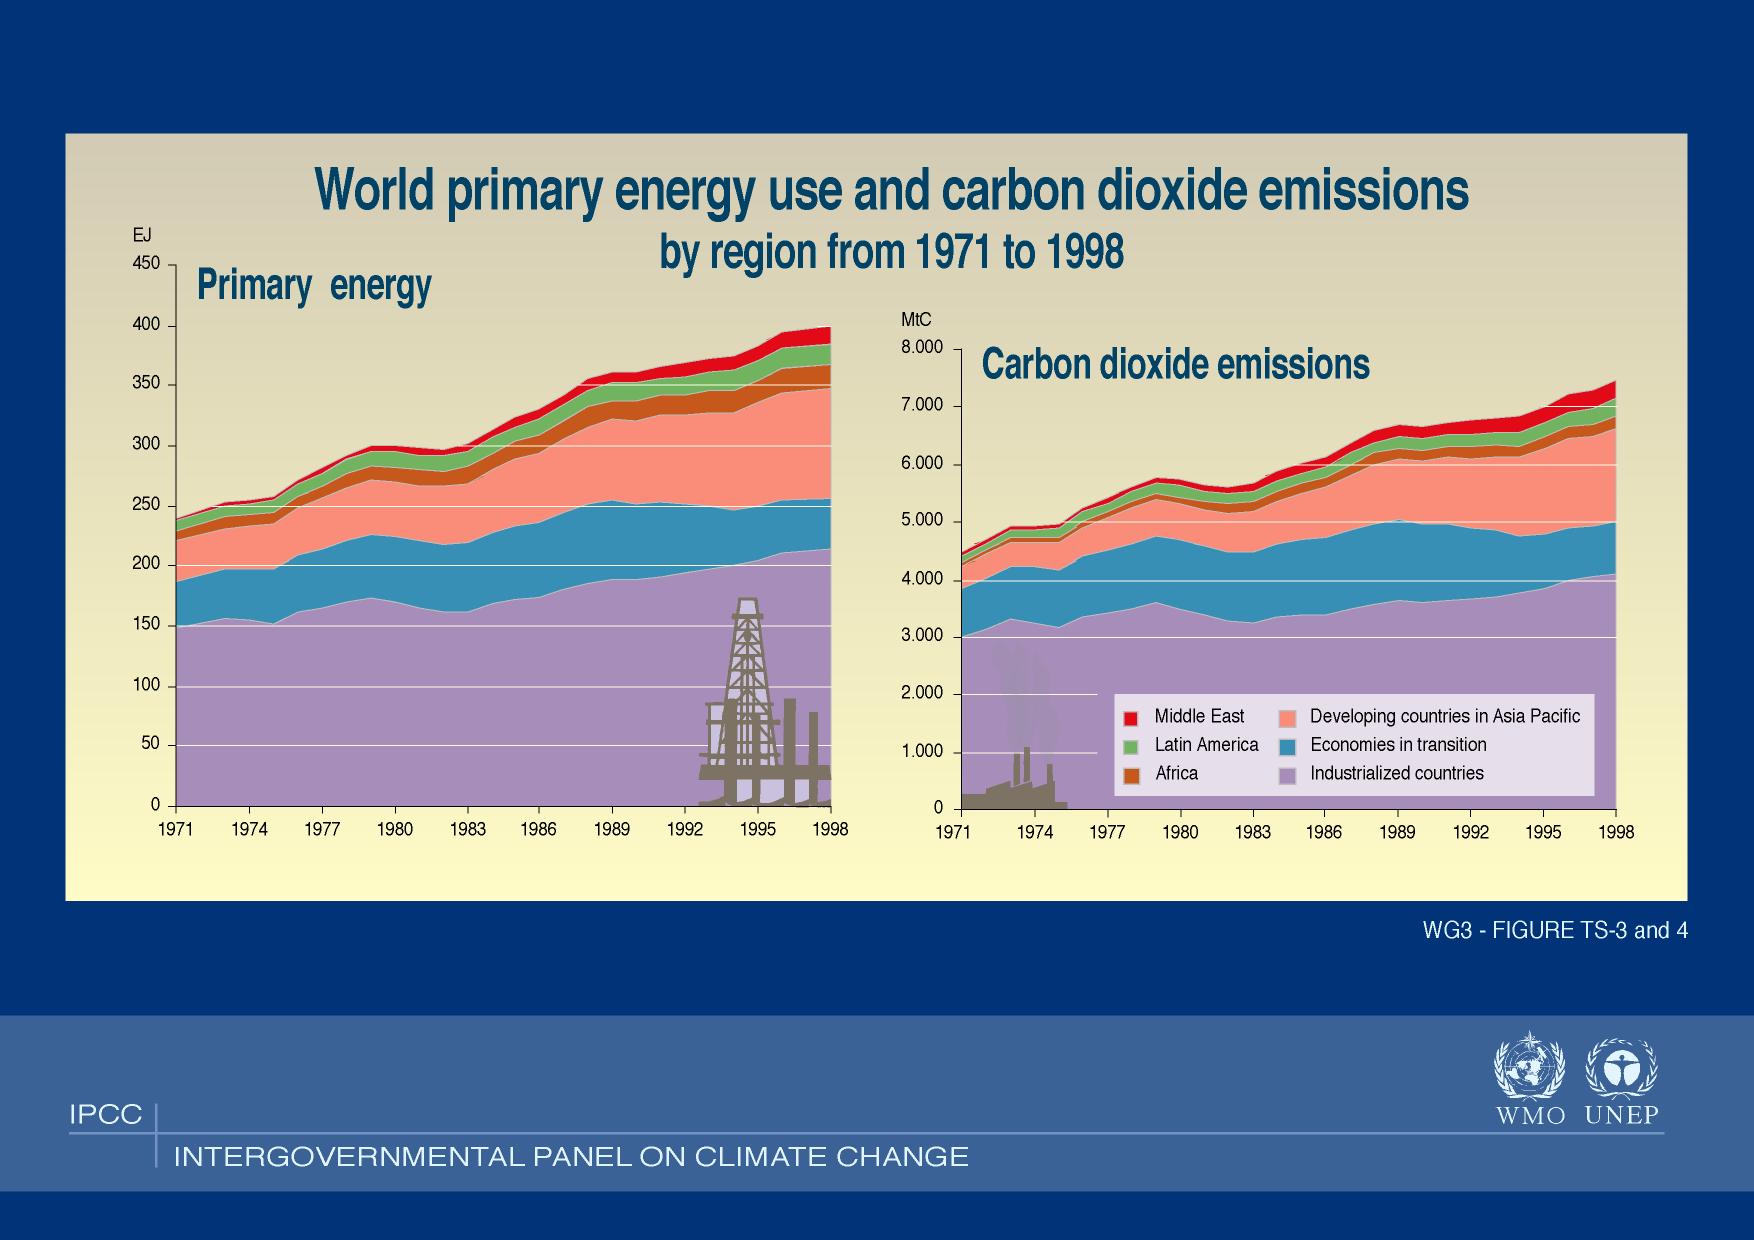 World primary energy use and carbon dioxide emissions
by region from 1971 to 1998
EJ
Primary energy
450
400
350
300
250
200
150
100
50
0
1971 1974 1977 1980 1983 1986 1989 1992 1995 1998
MtC
Carbon dioxide emissions
8.000
7.000
6.000
5.000
4.000
3.000
2.000
1.000
0
1971 1974 1977 1980 1983 1986 1989 1992 1995 1998
Middle East
Latin America
Africa
Developing countries in Asia Pacific
Economies in transition
Industrialized countries
WG3 - FIGURE TS-3 and 4
WMO UNEP
IPCC
INTERGOVERNMENTAL PANEL ON CLIMATE CHANGE